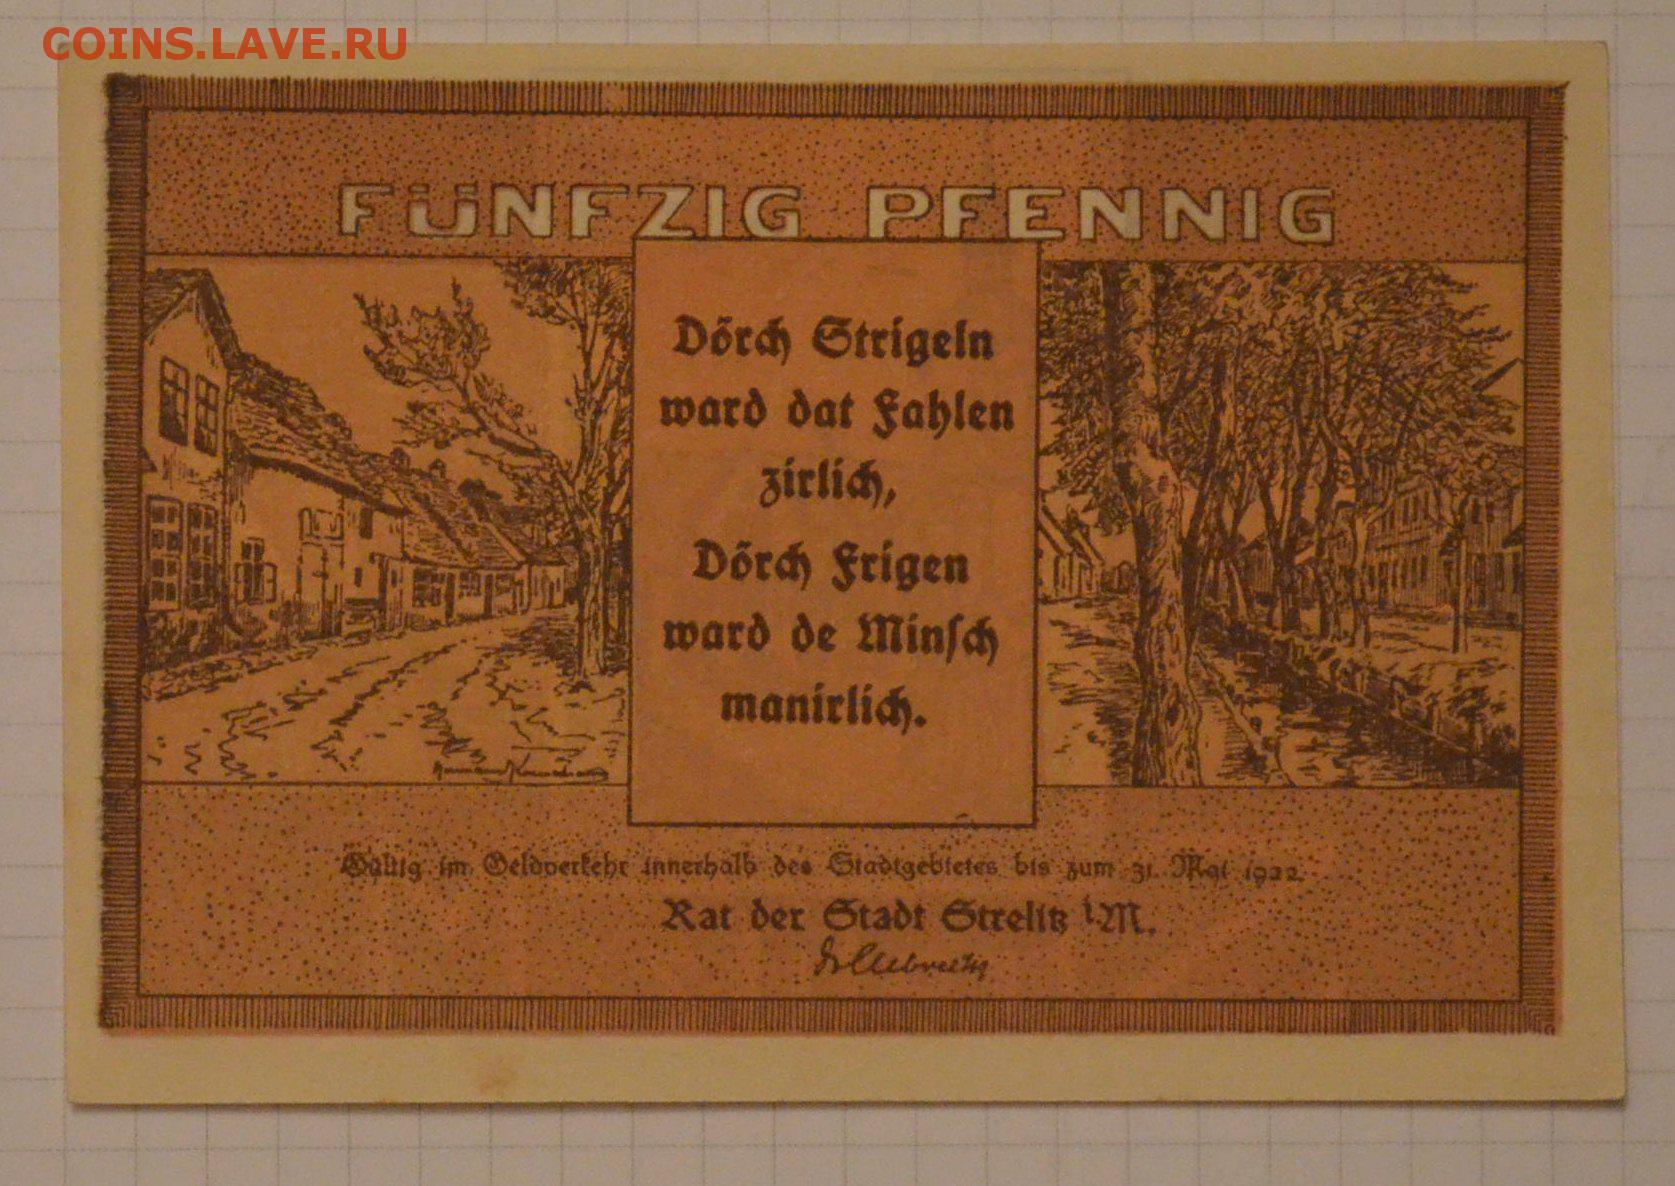 COINS.LAVE.RU
FÜNFZIG PFENNIG
Dörch Strigeln
ward dat Fahlen
zirlich,
Dörch Frigen
ward de Minsch
manirlich.
Gültig im Geldverkehr innerhalb des Stadtgebietes bis zum 31. Mai 1922
Rat der Stadt Strelitz i.M.